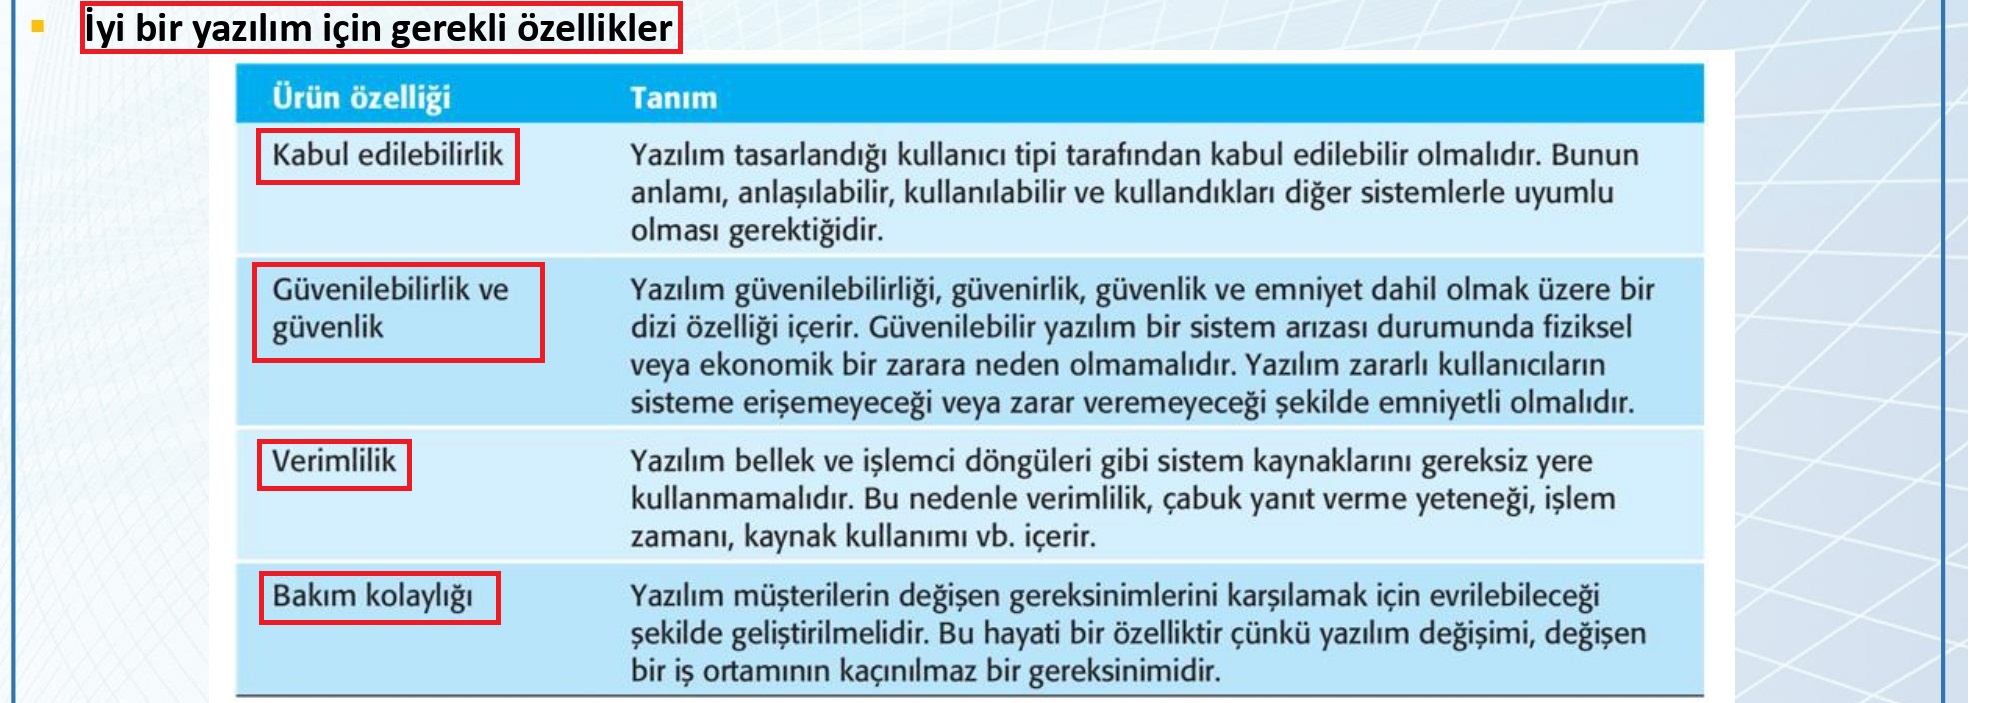 İyi bir yazılım için gerekli özellikler
Ürün özelliği
Tanım
Kabul edilebilirlik
Yazılım tasarlandığı kullanıcı tipi tarafından kabul edilebilir olmalıdır. Bunun
anlamı, anlaşılabilir, kullanılabilir ve kullandıkları diğer sistemlerle uyumlu
olması gerektiğidir.
Güvenilebilirlik ve
güvenlik
Yazılım güvenilebilirliği, güvenirlik, güvenlik ve emniyet dahil olmak üzere bir
dizi özelliği içerir. Güvenilebilir yazılım bir sistem arızası durumunda fiziksel
veya ekonomik bir zarara neden olmamalıdır. Yazılım zararlı kullanıcıların
sisteme erişemeyeceği veya zarar veremeyeceği şekilde emniyetli olmalıdır.
Verimlilik
Yazılım bellek ve işlemci döngüleri gibi sistem kaynaklarını gereksiz yere
kullanmamalıdır. Bu nedenle verimlilik, çabuk yanıt verme yeteneği, işlem
zamanı, kaynak kullanımı vb. içerir.
Bakım kolaylığı
Yazılım müşterilerin değişen gereksinimlerini karşılamak için evrilebileceği
şekilde geliştirilmelidir. Bu hayati bir özelliktir çünkü yazılım değişimi, değişen
bir iş ortamının kaçınılmaz bir gereksinimidir.